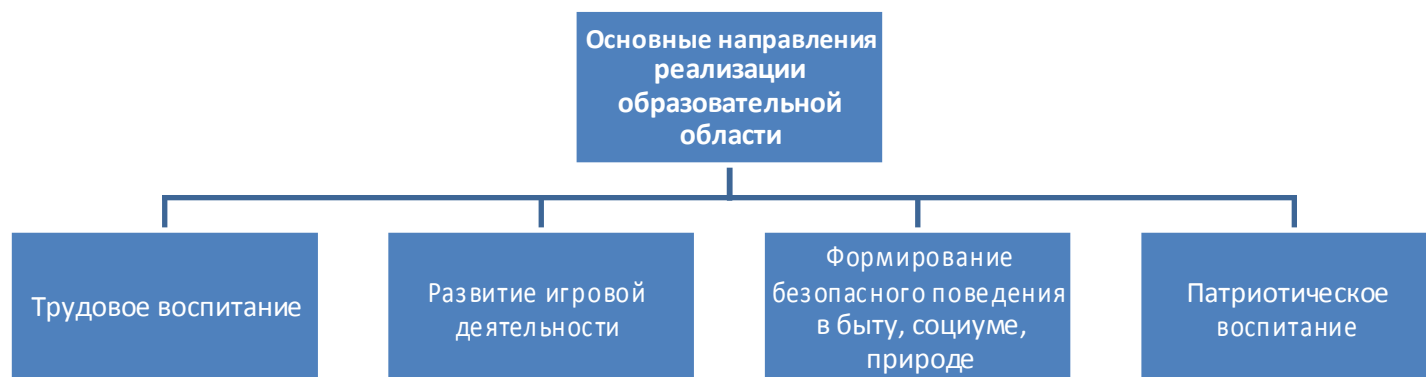 Основные направления
реализации
образовательной
области
Трудовое воспитание
Развитие игровой
деятельности
Формирование
безопасного поведения
в быту, социуме,
природе
Патриотическое
воспитание